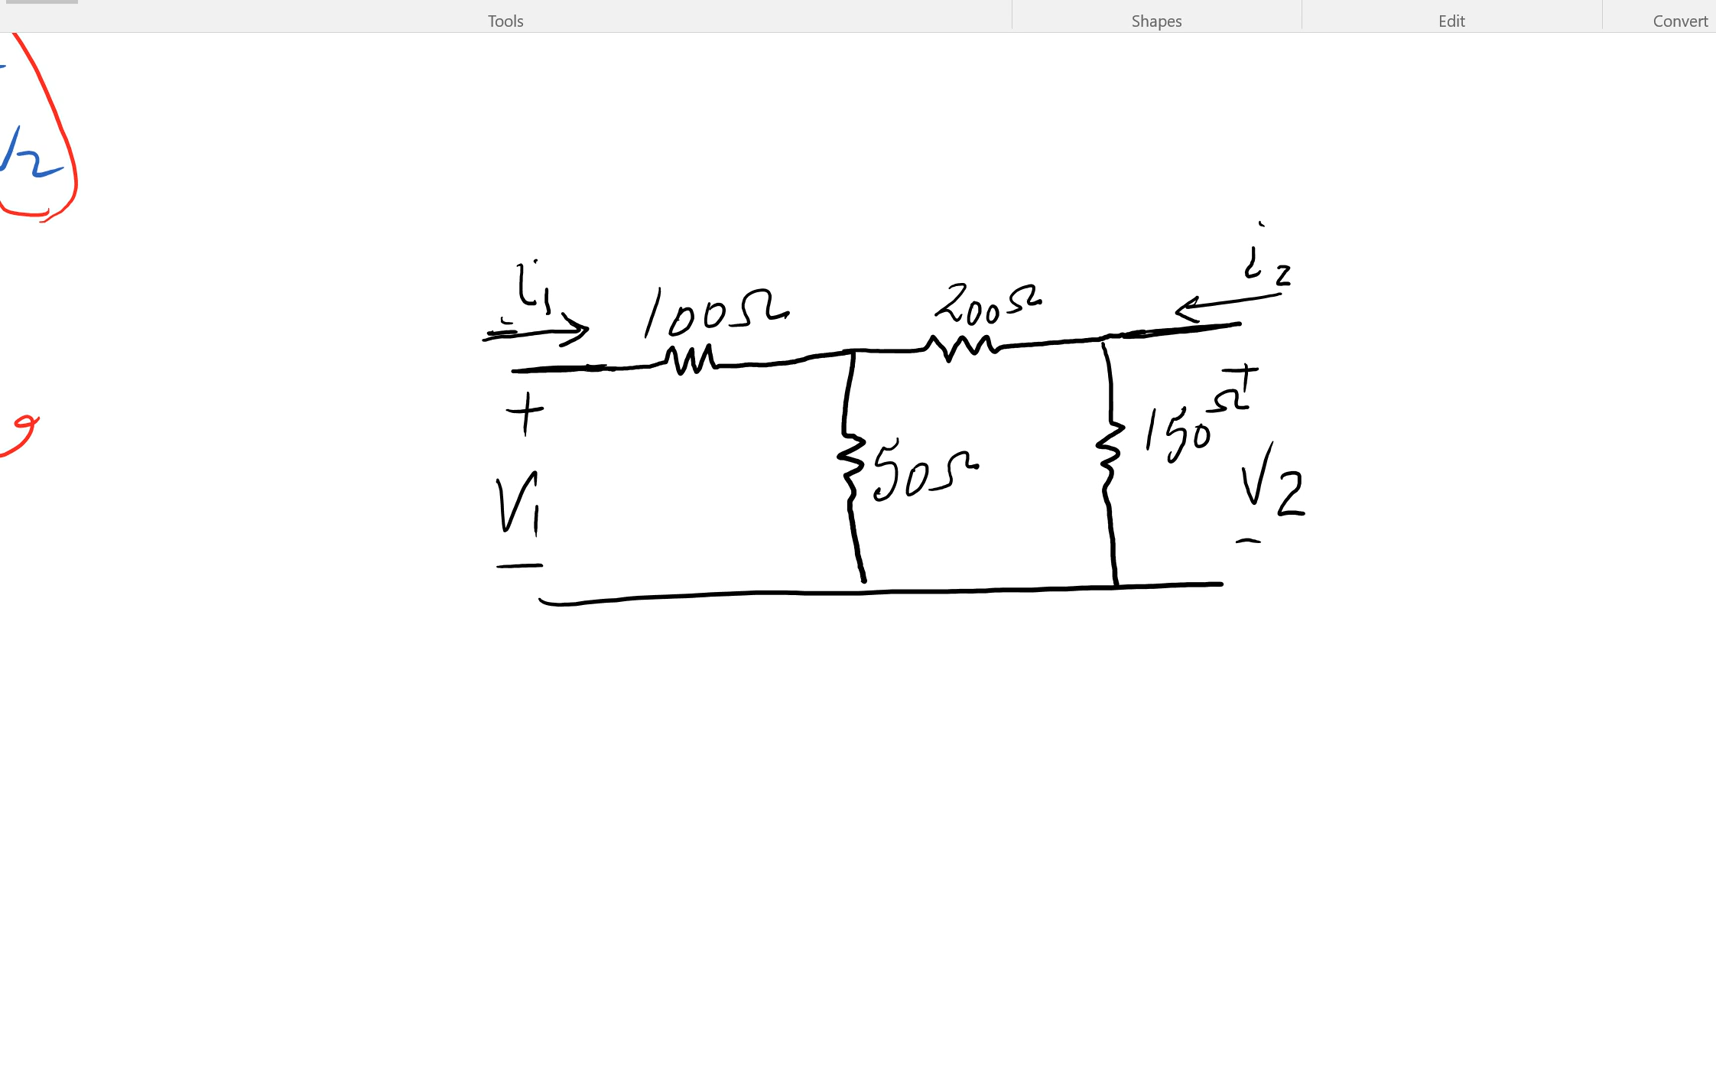 Tools Shapes Edit Convert
i₁ 100Ω 200Ω i₂
+ +
V₁ 50Ω 150Ω V₂
− −